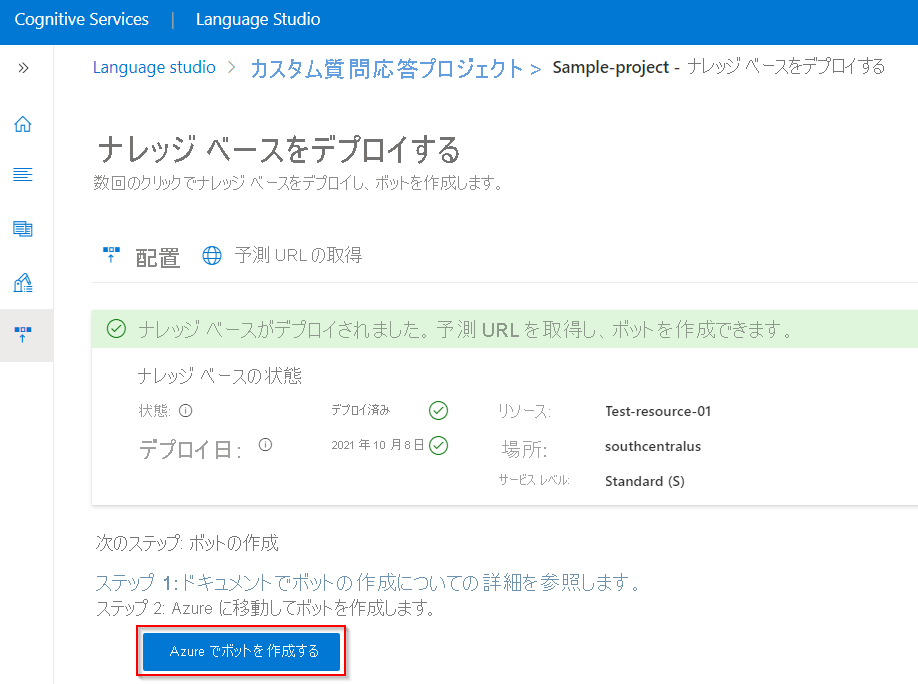 Cognitive Services | Language Studio
Language studio > カスタム質問応答プロジェクト > Sample-project - ナレッジ ベースをデプロイする
ナレッジ ベースをデプロイする
数回のクリックでナレッジ ベースをデプロイし、ボットを作成します。
配置 予測 URL の取得
ナレッジ ベースがデプロイされました。予測 URL を取得し、ボットを作成できます。
ナレッジ ベースの状態
状態: デプロイ済み リソース: Test-resource-01
デプロイ日: 2021 年 10 月 8 日 場所: southcentralus
サービス レベル: Standard (S)
次のステップ: ボットの作成
ステップ 1: ドキュメントでボットの作成についての詳細を参照します。
ステップ 2: Azure に移動してボットを作成します。
Azure でボットを作成する